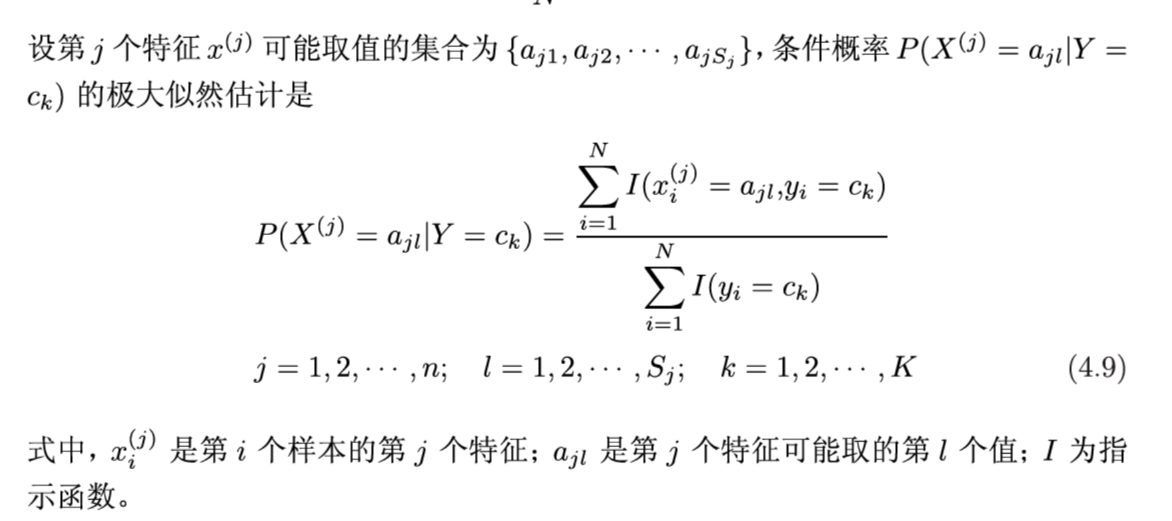 N
设第 j 个特征 x^{(j)} 可能取值的集合为 {a_{j1}, a_{j2}, ⋯ , a_{jS_j}}, 条件概率 P(X^{(j)} = a_{jl}|Y =
c_k) 的极大似然估计是
P(X^{(j)} = a_{jl}|Y = c_k) = \frac{\sum_{i=1}^{N} I(x_i^{(j)} = a_{jl}, y_i = c_k)}{\sum_{i=1}^{N} I(y_i = c_k)}
j = 1, 2, ⋯ , n; l = 1, 2, ⋯ , S_j; k = 1, 2, ⋯ , K (4.9)
式中, x_i^{(j)} 是第 i 个样本的第 j 个特征; a_{jl} 是第 j 个特征可能取的第 l 个值; I 为指
示函数。